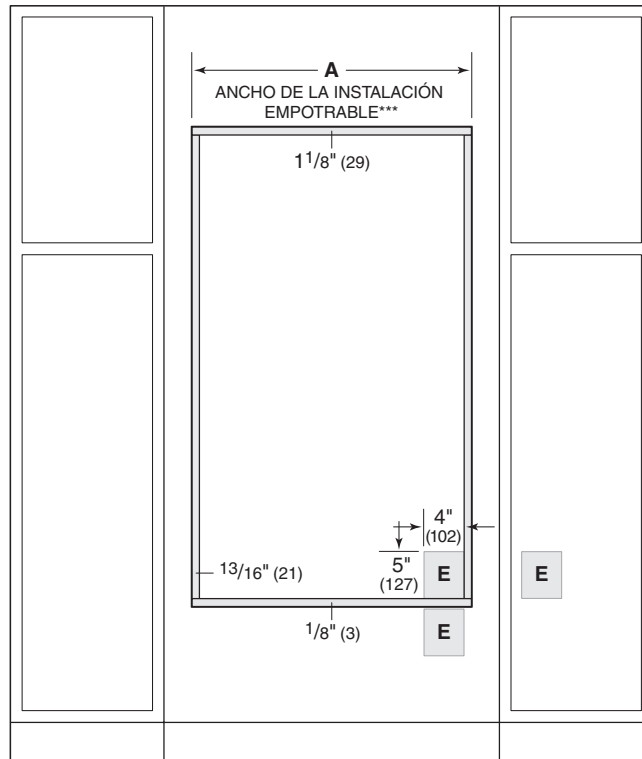 A
ANCHO DE LA INSTALACIÓN
EMPOTRABLE***
1 1/8" (29)
4"
(102)
5"
(127)
E
E
13/16" (21)
E
1/8" (3)